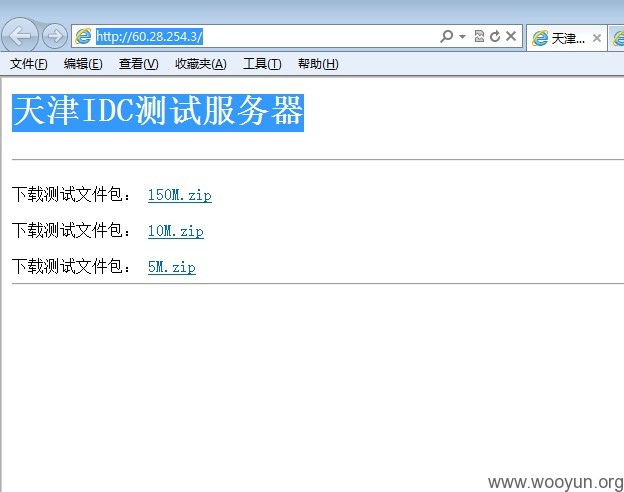 http://60.28.254.3/
天津...
文件(F) 编辑(E) 查看(V) 收藏夹(A) 工具(T) 帮助(H)
天津IDC测试服务器
下载测试文件包： 150M.zip
下载测试文件包： 10M.zip
下载测试文件包： 5M.zip
www.wooyun.org